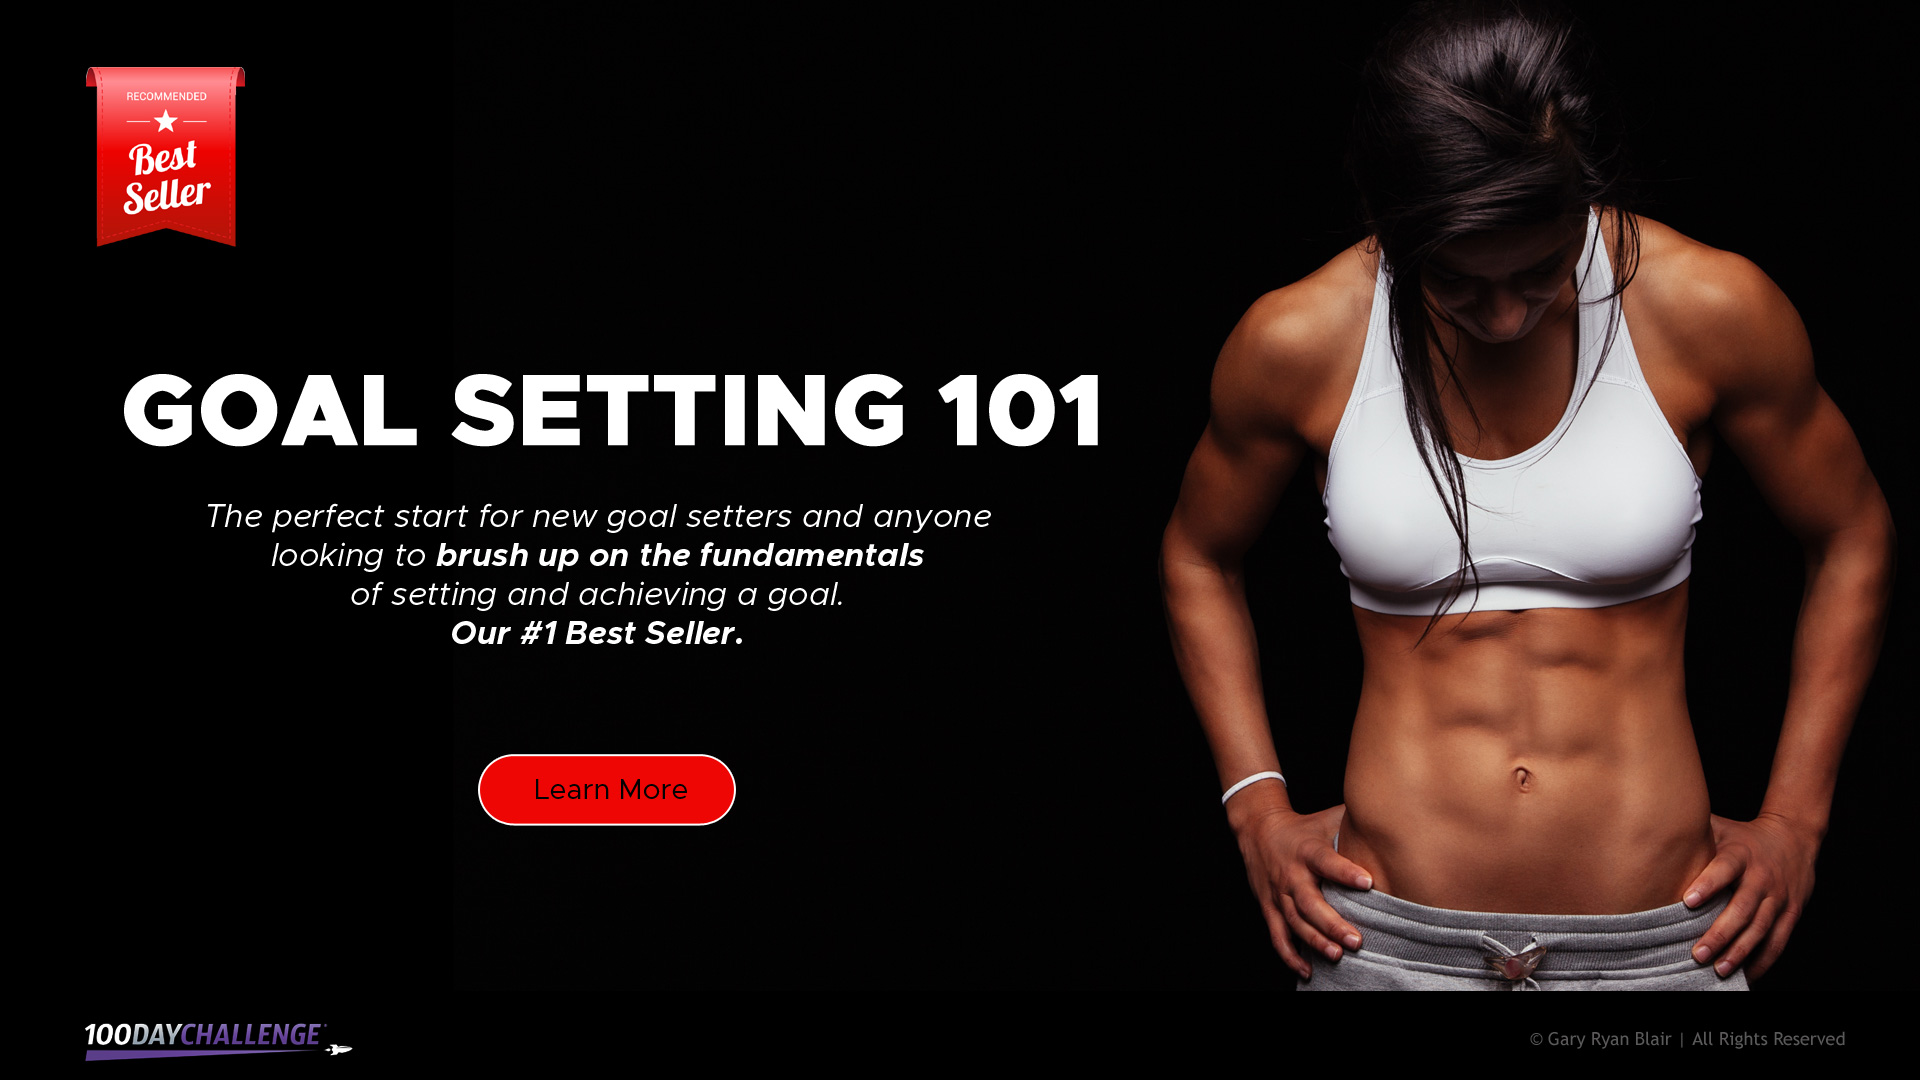 RECOMMENDED
Best
Seller
GOAL SETTING 101
The perfect start for new goal setters and anyone
looking to brush up on the fundamentals
of setting and achieving a goal.
Our #1 Best Seller.
Learn More
100DAYCHALLENGE
© Gary Ryan Blair | All Rights Reserved